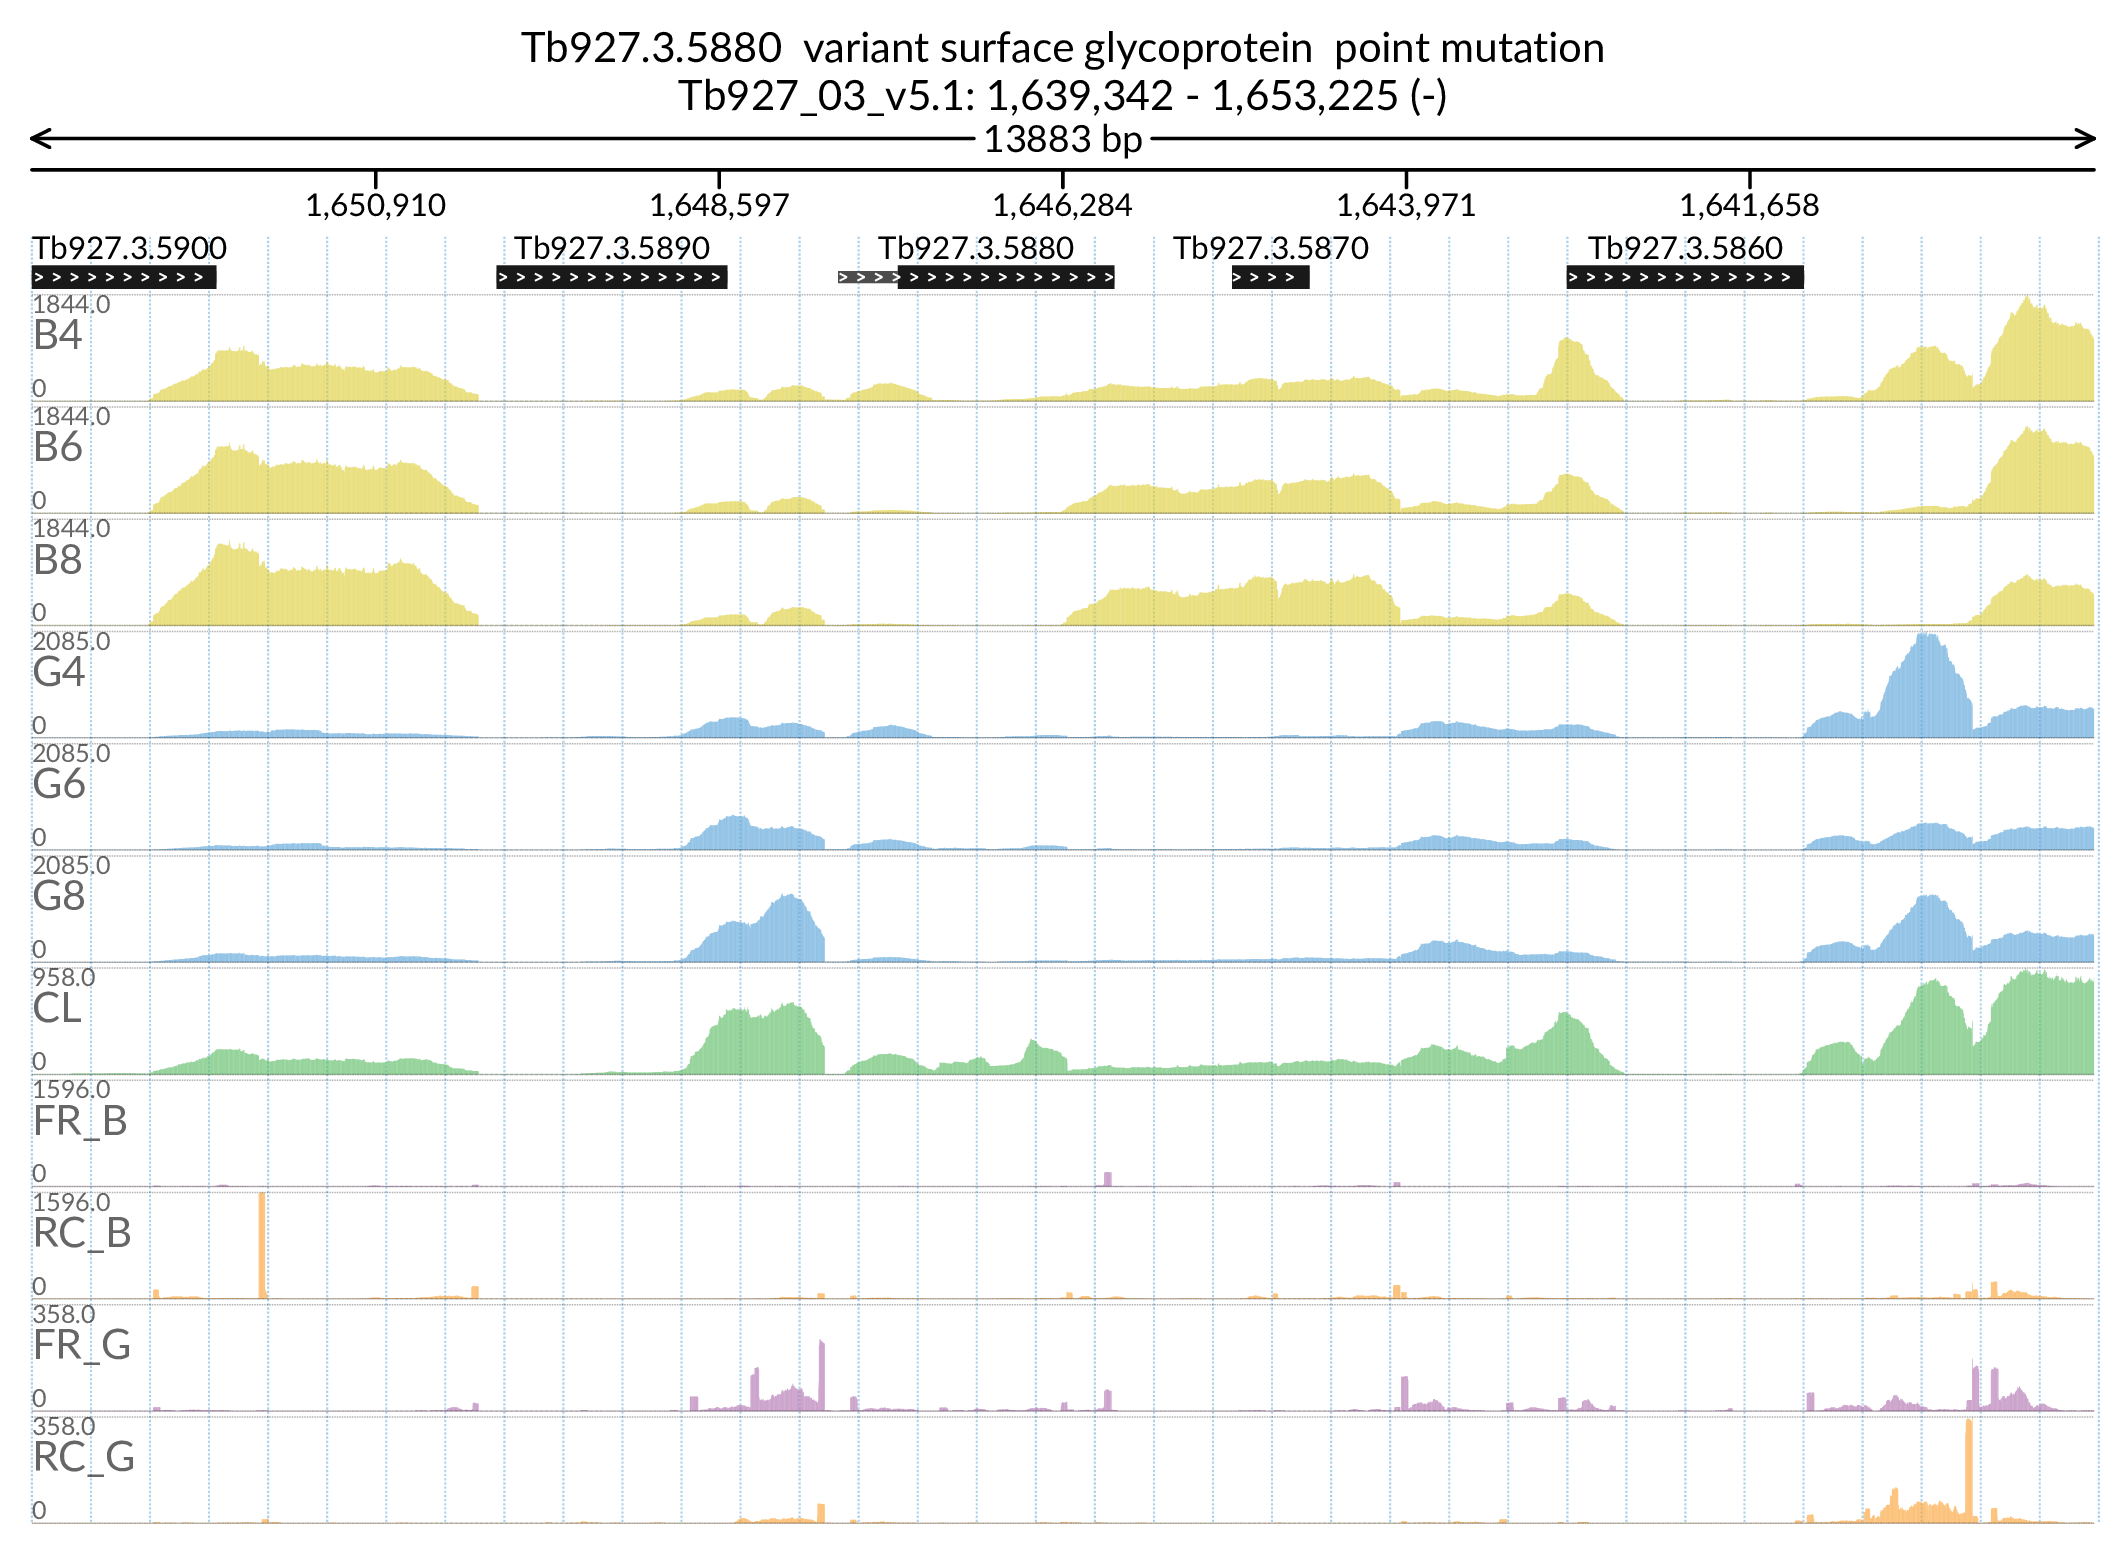 Tb927.3.5880 variant surface glycoprotein point mutation
Tb927_03_v5.1: 1,639,342 - 1,653,225 (-)
13883 bp
1,650,910 1,648,597 1,646,284 1,643,971 1,641,658
Tb927.3.5900 Tb927.3.5890 Tb927.3.5880 Tb927.3.5870 Tb927.3.5860
1844.0
B4
0
1844.0
B6
0
1844.0
B8
0
2085.0
G4
0
2085.0
G6
0
2085.0
G8
0
958.0
CL
0
1596.0
FR_B
0
1596.0
RC_B
0
358.0
FR_G
0
358.0
RC_G
0